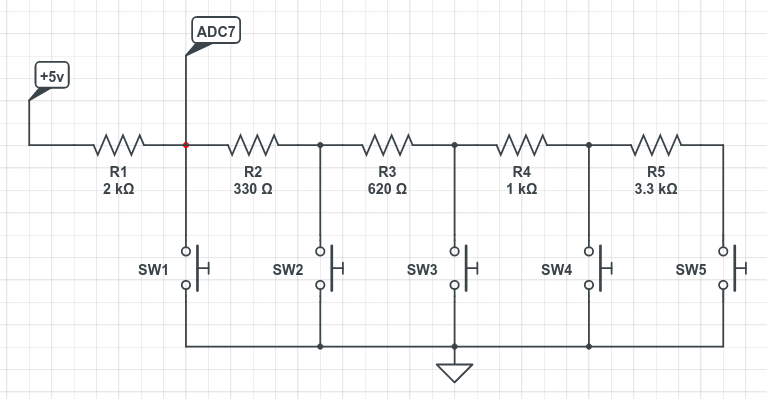 ADC7
+5v
R1
2 kΩ
R2
330 Ω
R3
620 Ω
R4
1 kΩ
R5
3.3 kΩ
SW1
SW2
SW3
SW4
SW5